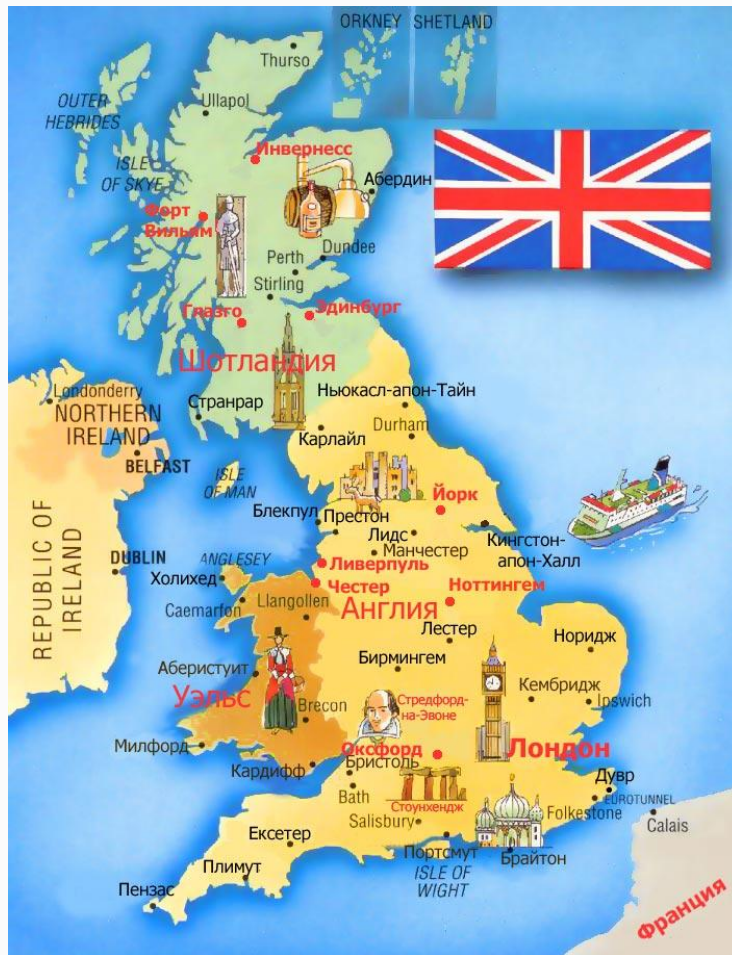 ORKNEY
SHETLAND
Thurso
OUTER
HEBRIDES
Ullapol
ISLE
OF SKYE
Инвернесс
Абердин
Форт
Вильям
Dundee
Perth
Stirling
Глазго
Эдинбург
Шотландия
Londonderry
NORTHERN
IRELAND
BELFAST
Странрар
Ньюкасл-апон-Тайн
Durham
Карлайл
ISLE
OF MAN
Йорк
Блекпул
Престон
Лидс
Манчестер
Кингстон-
апон-Халл
REPUBLIC OF
IRELAND
DUBLIN
ANGLESEY
Холихед
Caernarfon
Ливерпуль
Честер
Llangollen
Англия
Ноттингем
Лестер
Норидж
Бирмингем
Аберистуит
Уэльс
Brecon
Стредфорд-
на-Эвоне
Кембридж
Ipswich
Милфорд
Кардифф
Оксфорд
Лондон
Бристоль
Bath
Стоунхендж
Salisbury
Дувр
EUROTUNNEL
Folkestone
Calais
Ексетер
Портсмут
Брайтон
ISLE OF
WIGHT
Плимут
Пензас
Франция